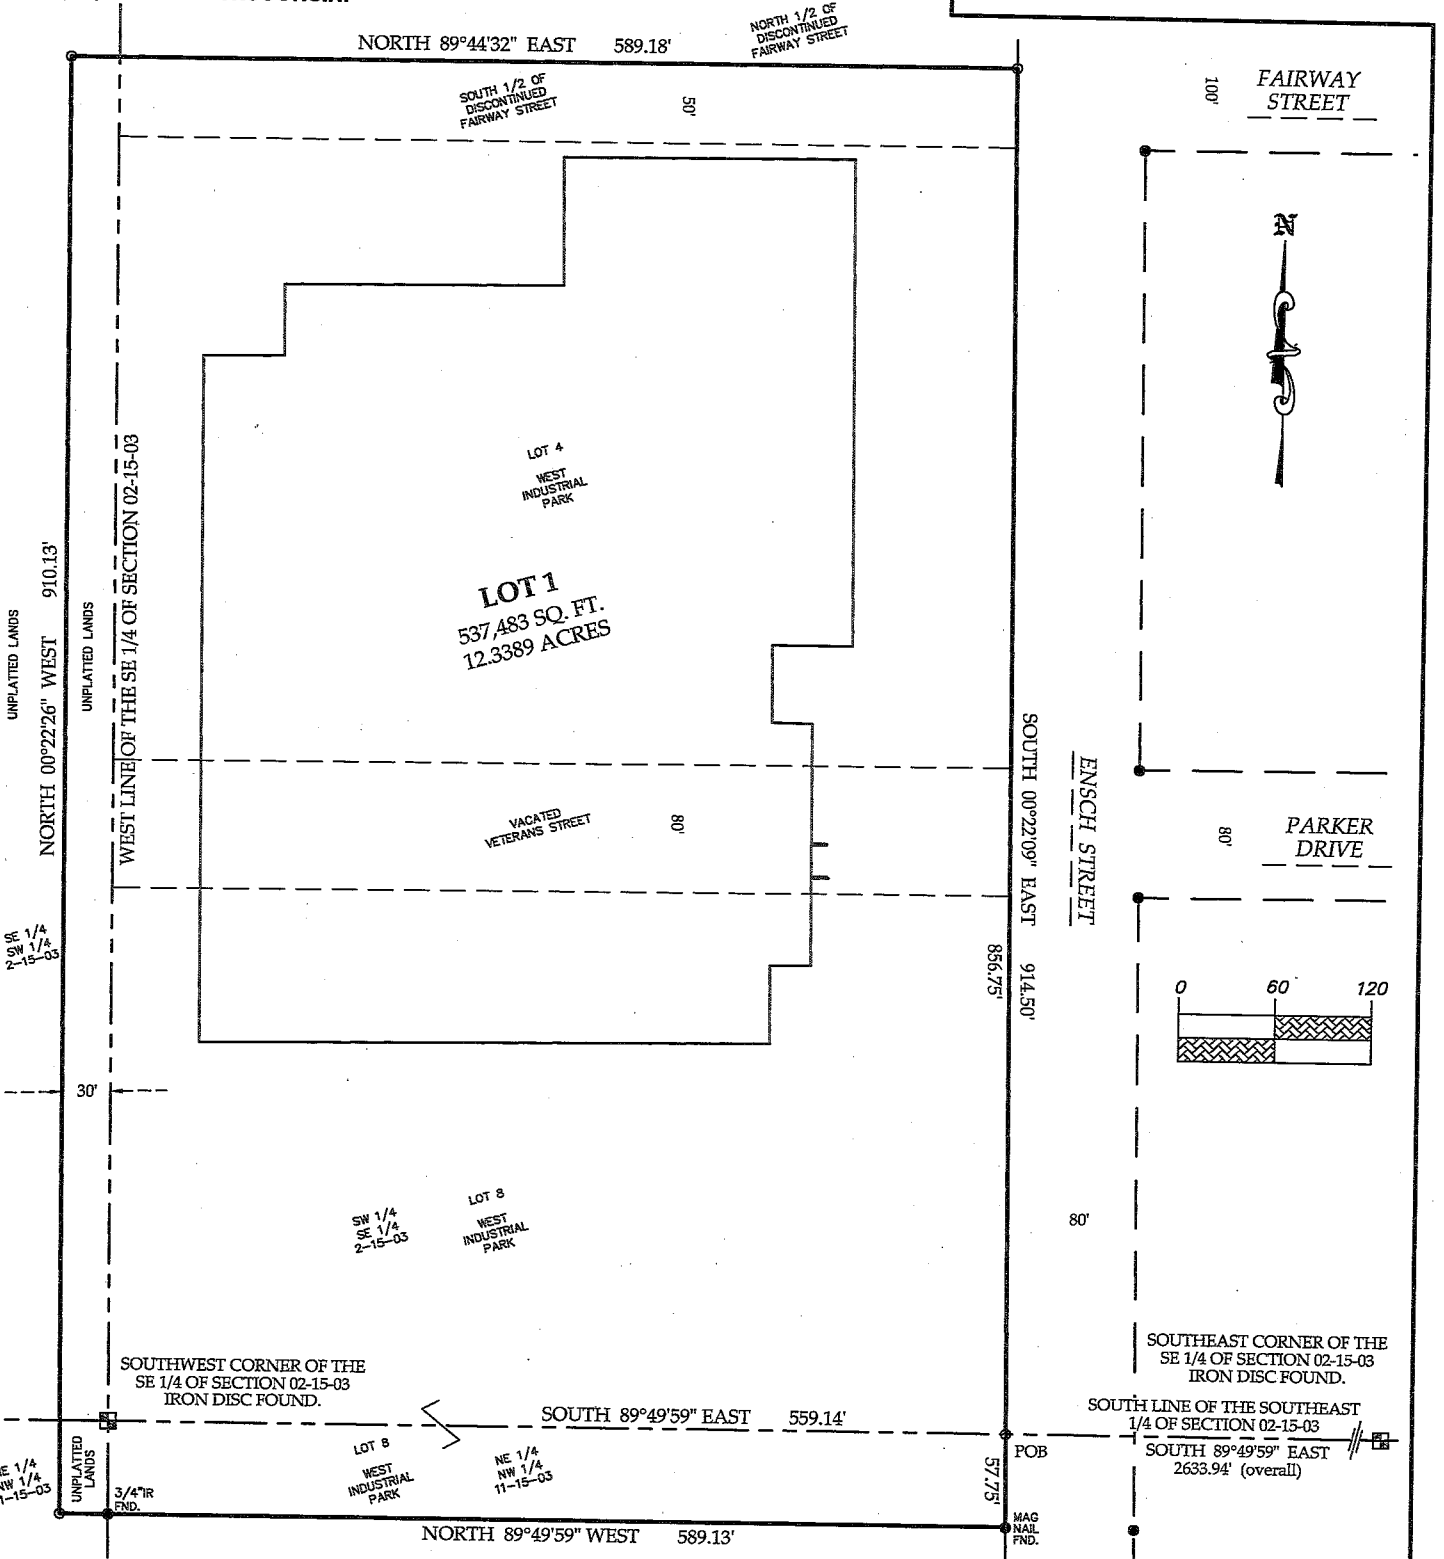 NORTH 89°44'32" EAST 589.18'
NORTH 1/2 OF
DISCONTINUED
FAIRWAY STREET
SOUTH 1/2 OF
DISCONTINUED
FAIRWAY STREET
50'
100'
FAIRWAY
STREET
N
LOT 4
WEST
INDUSTRIAL
PARK
LOT 1
537,483 SQ. FT.
12.3389 ACRES
UNPLATTED LANDS
NORTH 00°22'26" WEST 910.13'
UNPLATTED LANDS
WEST LINE OF THE SE 1/4 OF SECTION 02-15-03
VACATED
VETERANS STREET
80'
SOUTH 00°22'09" EAST 914.50'
856.75'
ENSCH STREET
80'
PARKER
DRIVE
SE 1/4
SW 1/4
2-15-03
0 60 120
30'
SW 1/4
SE 1/4
2-15-03
LOT 8
WEST
INDUSTRIAL
PARK
80'
SOUTHWEST CORNER OF THE
SE 1/4 OF SECTION 02-15-03
IRON DISC FOUND.
SOUTHEAST CORNER OF THE
SE 1/4 OF SECTION 02-15-03
IRON DISC FOUND.
SOUTH 89°49'59" EAST 559.14'
SOUTH LINE OF THE SOUTHEAST
1/4 OF SECTION 02-15-03
SOUTH 89°49'59" EAST
2633.94' (overall)
POB
57.75'
UNPLATTED
LANDS
LOT 8
WEST
INDUSTRIAL
PARK
NE 1/4
NW 1/4
11-15-03
NE 1/4
NW 1/4
1-15-03
3/4"IR
FND.
MAG
NAIL
FND.
NORTH 89°49'59" WEST 589.13'